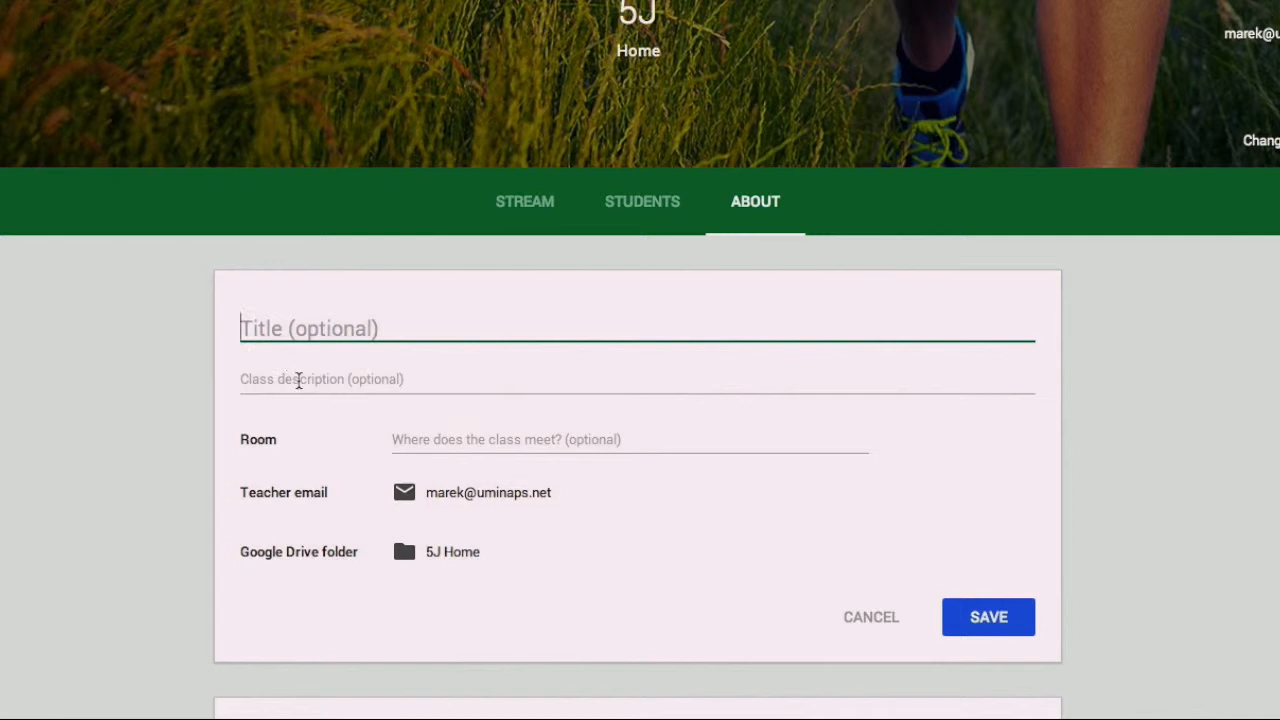 5J
Home
marek@u
Chang
STREAM STUDENTS ABOUT
Title (optional)
Class description (optional)
Room Where does the class meet? (optional)
Teacher email marek@uminaps.net
Google Drive folder 5J Home
CANCEL SAVE